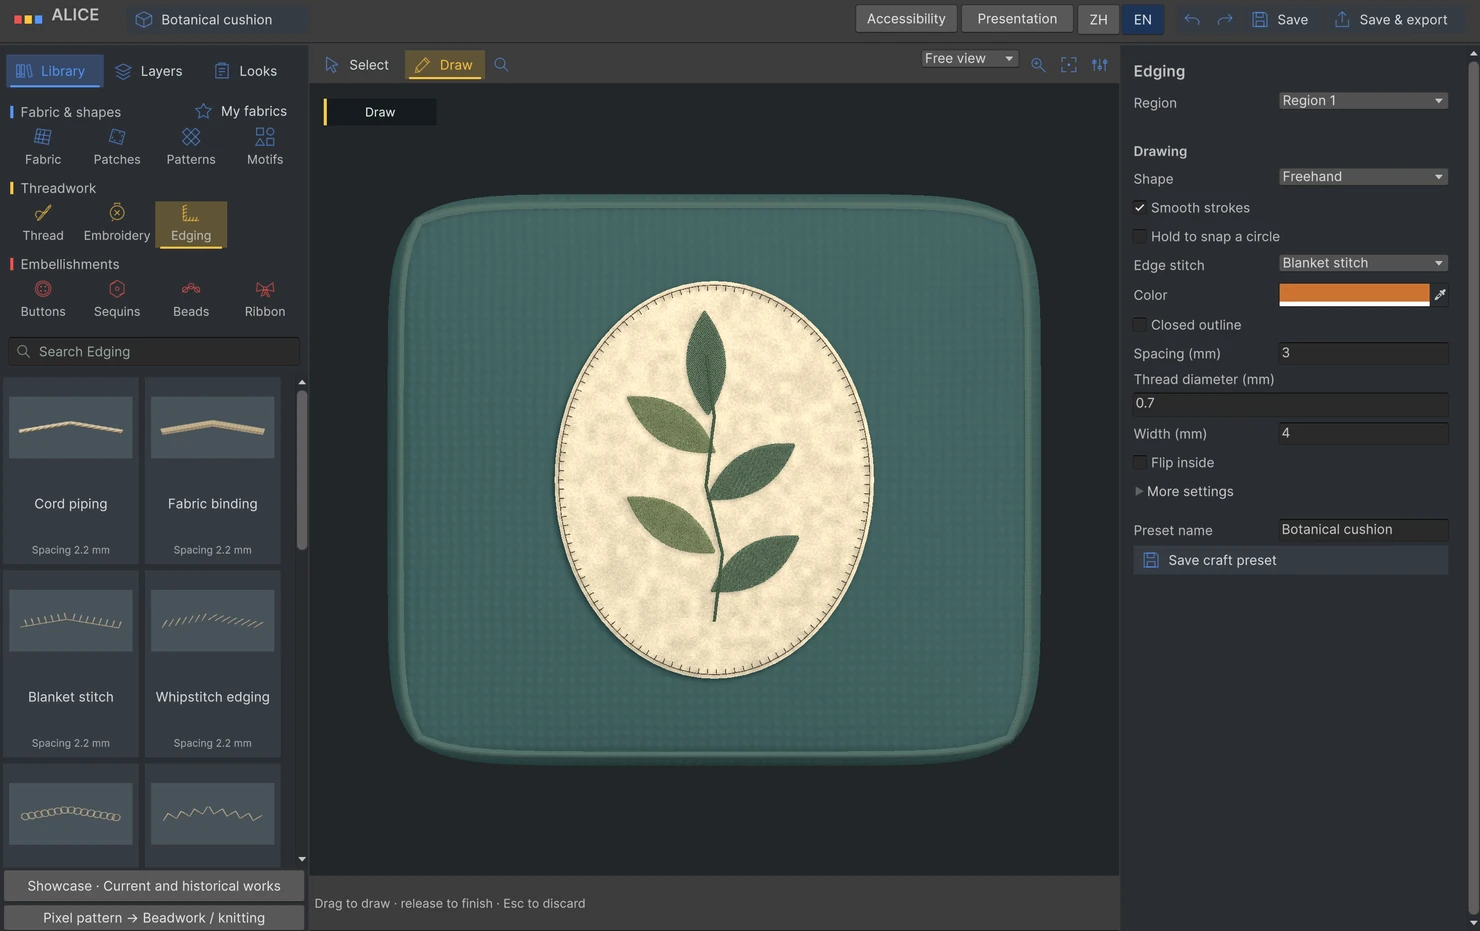 ALICE
Botanical cushion
Accessibility
Presentation
ZH
EN
Save
Save & export
Library
Layers
Looks
Fabric & shapes
My fabrics
Fabric
Patches
Patterns
Motifs
Threadwork
Thread
Embroidery
Edging
Embellishments
Buttons
Sequins
Beads
Ribbon
Search Edging
Cord piping
Spacing 2.2 mm
Fabric binding
Spacing 2.2 mm
Blanket stitch
Spacing 2.2 mm
Whipstitch edging
Spacing 2.2 mm
Showcase · Current and historical works
Pixel pattern → Beadwork / knitting
Select
Draw
Free view
Draw
Drag to draw · release to finish · Esc to discard
Edging
Region
Region 1
Drawing
Shape
Freehand
Smooth strokes
Hold to snap a circle
Edge stitch
Blanket stitch
Color
Closed outline
Spacing (mm)
3
Thread diameter (mm)
0.7
Width (mm)
4
Flip inside
More settings
Preset name
Botanical cushion
Save craft preset